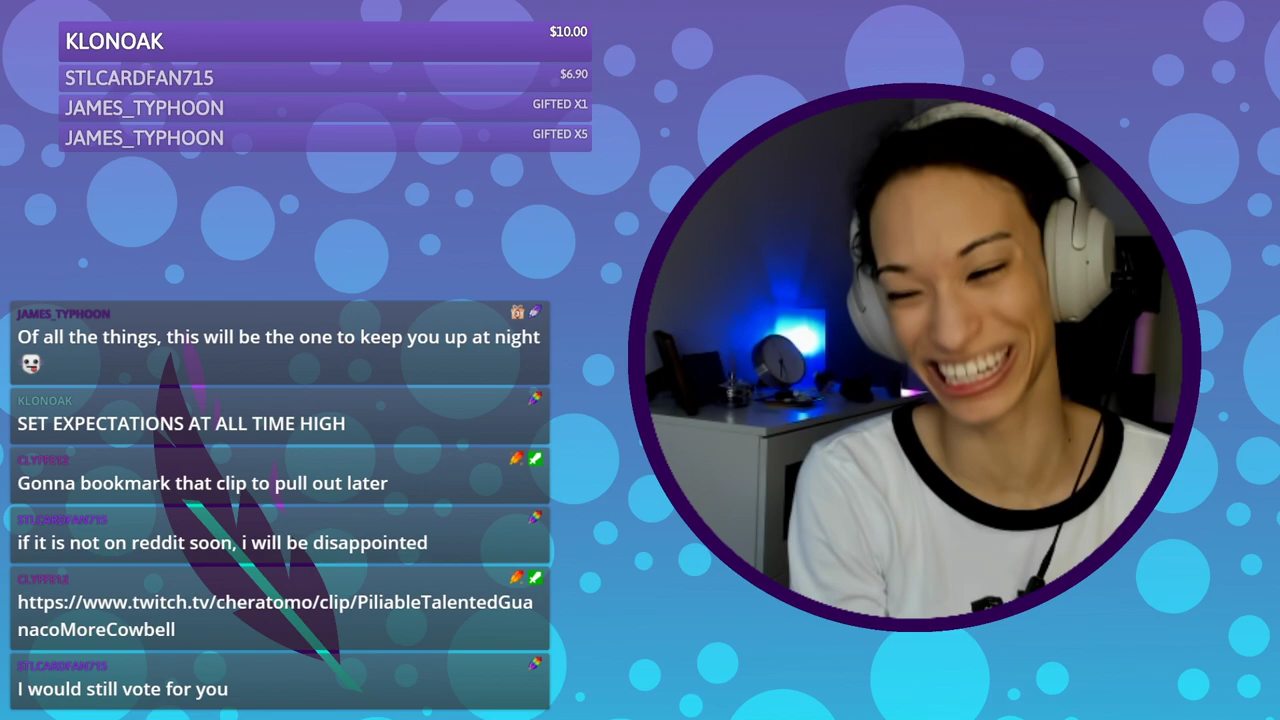 KLONOAK $10.00
STLCARDFAN715 $6.90
JAMES_TYPHOON GIFTED X1
JAMES_TYPHOON GIFTED X5
JAMES_TYPHOON
Of all the things, this will be the one to keep you up at night
KLONOAK
SET EXPECTATIONS AT ALL TIME HIGH
Gonna bookmark that clip to pull out later
STLCARDFAN715
if it is not on reddit soon, i will be disappointed
https://www.twitch.tv/cheratomo/clip/PiliableTalentedGua
nacoMoreCowbell
STLCARDFAN715
I would still vote for you